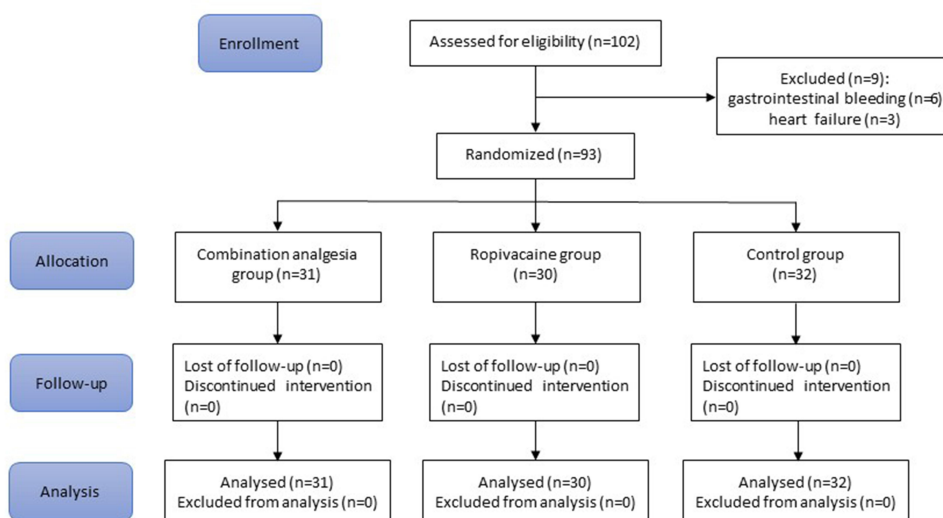 Enrollment
Assessed for eligibility (n=102)
Excluded (n=9):
gastrointestinal bleeding (n=6)
heart failure (n=3)
Randomized (n=93)
Allocation
Combination analgesia
group (n=31)
Ropivacaine group
(n=30)
Control group
(n=32)
Follow-up
Lost of follow-up (n=0)
Discontinued intervention
(n=0)
Lost of follow-up (n=0)
Discontinued intervention
(n=0)
Lost of follow-up (n=0)
Discontinued intervention
(n=0)
Analysis
Analysed (n=31)
Excluded from analysis (n=0)
Analysed (n=30)
Excluded from analysis (n=0)
Analysed (n=32)
Excluded from analysis (n=0)